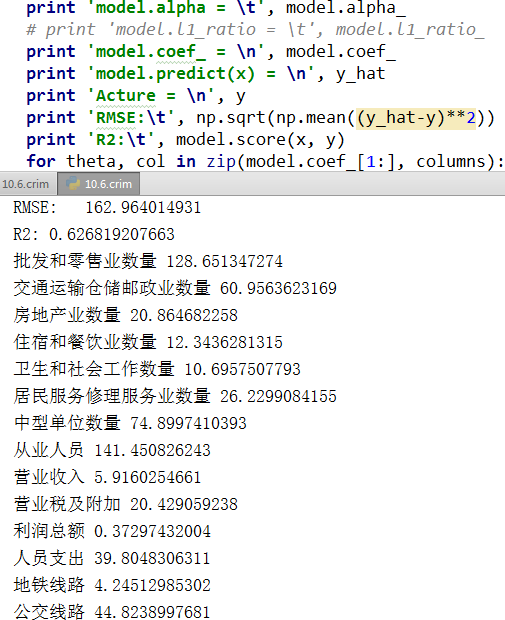 print 'model.alpha = \t', model.alpha_
# print 'model.l1_ratio = \t', model.l1_ratio_
print 'model.coef_ = \n', model.coef_
print 'model.predict(x) = \n', y_hat
print 'Acture = \n', y
print 'RMSE:\t', np.sqrt(np.mean((y_hat-y)**2))
print 'R2:\t', model.score(x, y)
for theta, col in zip(model.coef_[1:], columns):
10.6.crim 10.6.crim
RMSE: 162.964014931
R2: 0.626819207663
批发和零售业数量 128.651347274
交通运输仓储邮政业数量 60.9563623169
房地产业数量 20.864682258
住宿和餐饮业数量 12.3436281315
卫生和社会工作数量 10.6957507793
居民服务修理服务业数量 26.2299084155
中型单位数量 74.8997410393
从业人员 141.450826243
营业收入 5.9160254661
营业税及附加 20.429059238
利润总额 0.37297432004
人员支出 39.8048306311
地铁线路 4.24512985302
公交线路 44.8238997681